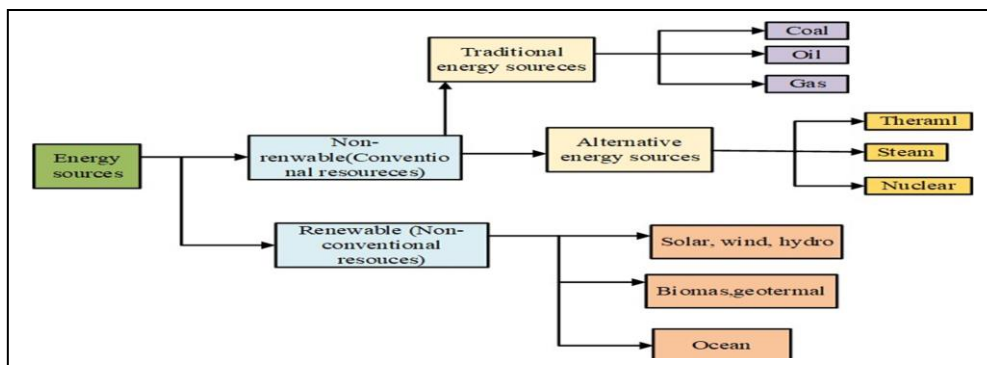 Energy
sources
Non-
renwable(Conventio
nal resoureces)
Traditional
energy soureces
Coal
Oil
Gas
Alternative
energy sources
Theraml
Steam
Nuclear
Renewable (Non-
conventional
resouces)
Solar, wind, hydro
Biomas,geotermal
Ocean